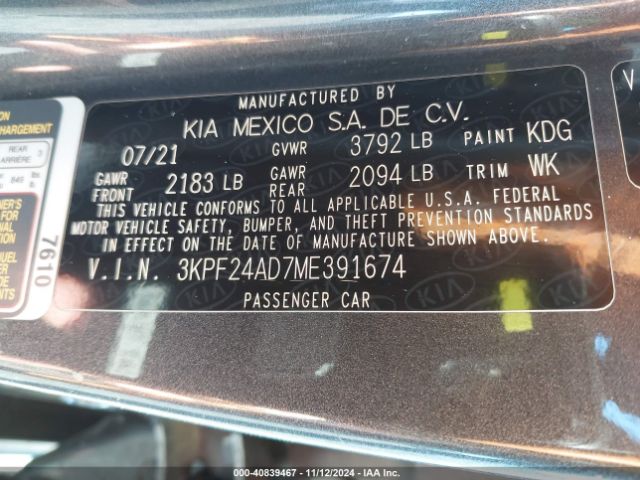 MANUFACTURED BY
KIA MEXICO S.A. DE C.V.
07/21 GVWR 3792 LB PAINT KDG
GAWR FRONT 2183 LB GAWR REAR 2094 LB TRIM WK
THIS VEHICLE CONFORMS TO ALL APPLICABLE U.S.A. FEDERAL
MOTOR VEHICLE SAFETY, BUMPER, AND THEFT PREVENTION STANDARDS
IN EFFECT ON THE DATE OF MANUFACTURE SHOWN ABOVE.
V.I.N. 3KPF24AD7ME391674
PASSENGER CAR
HARGEMENT
REAR
ARRIÈRE
7610
000-40839467 - 11/12/2024 - IAA Inc.